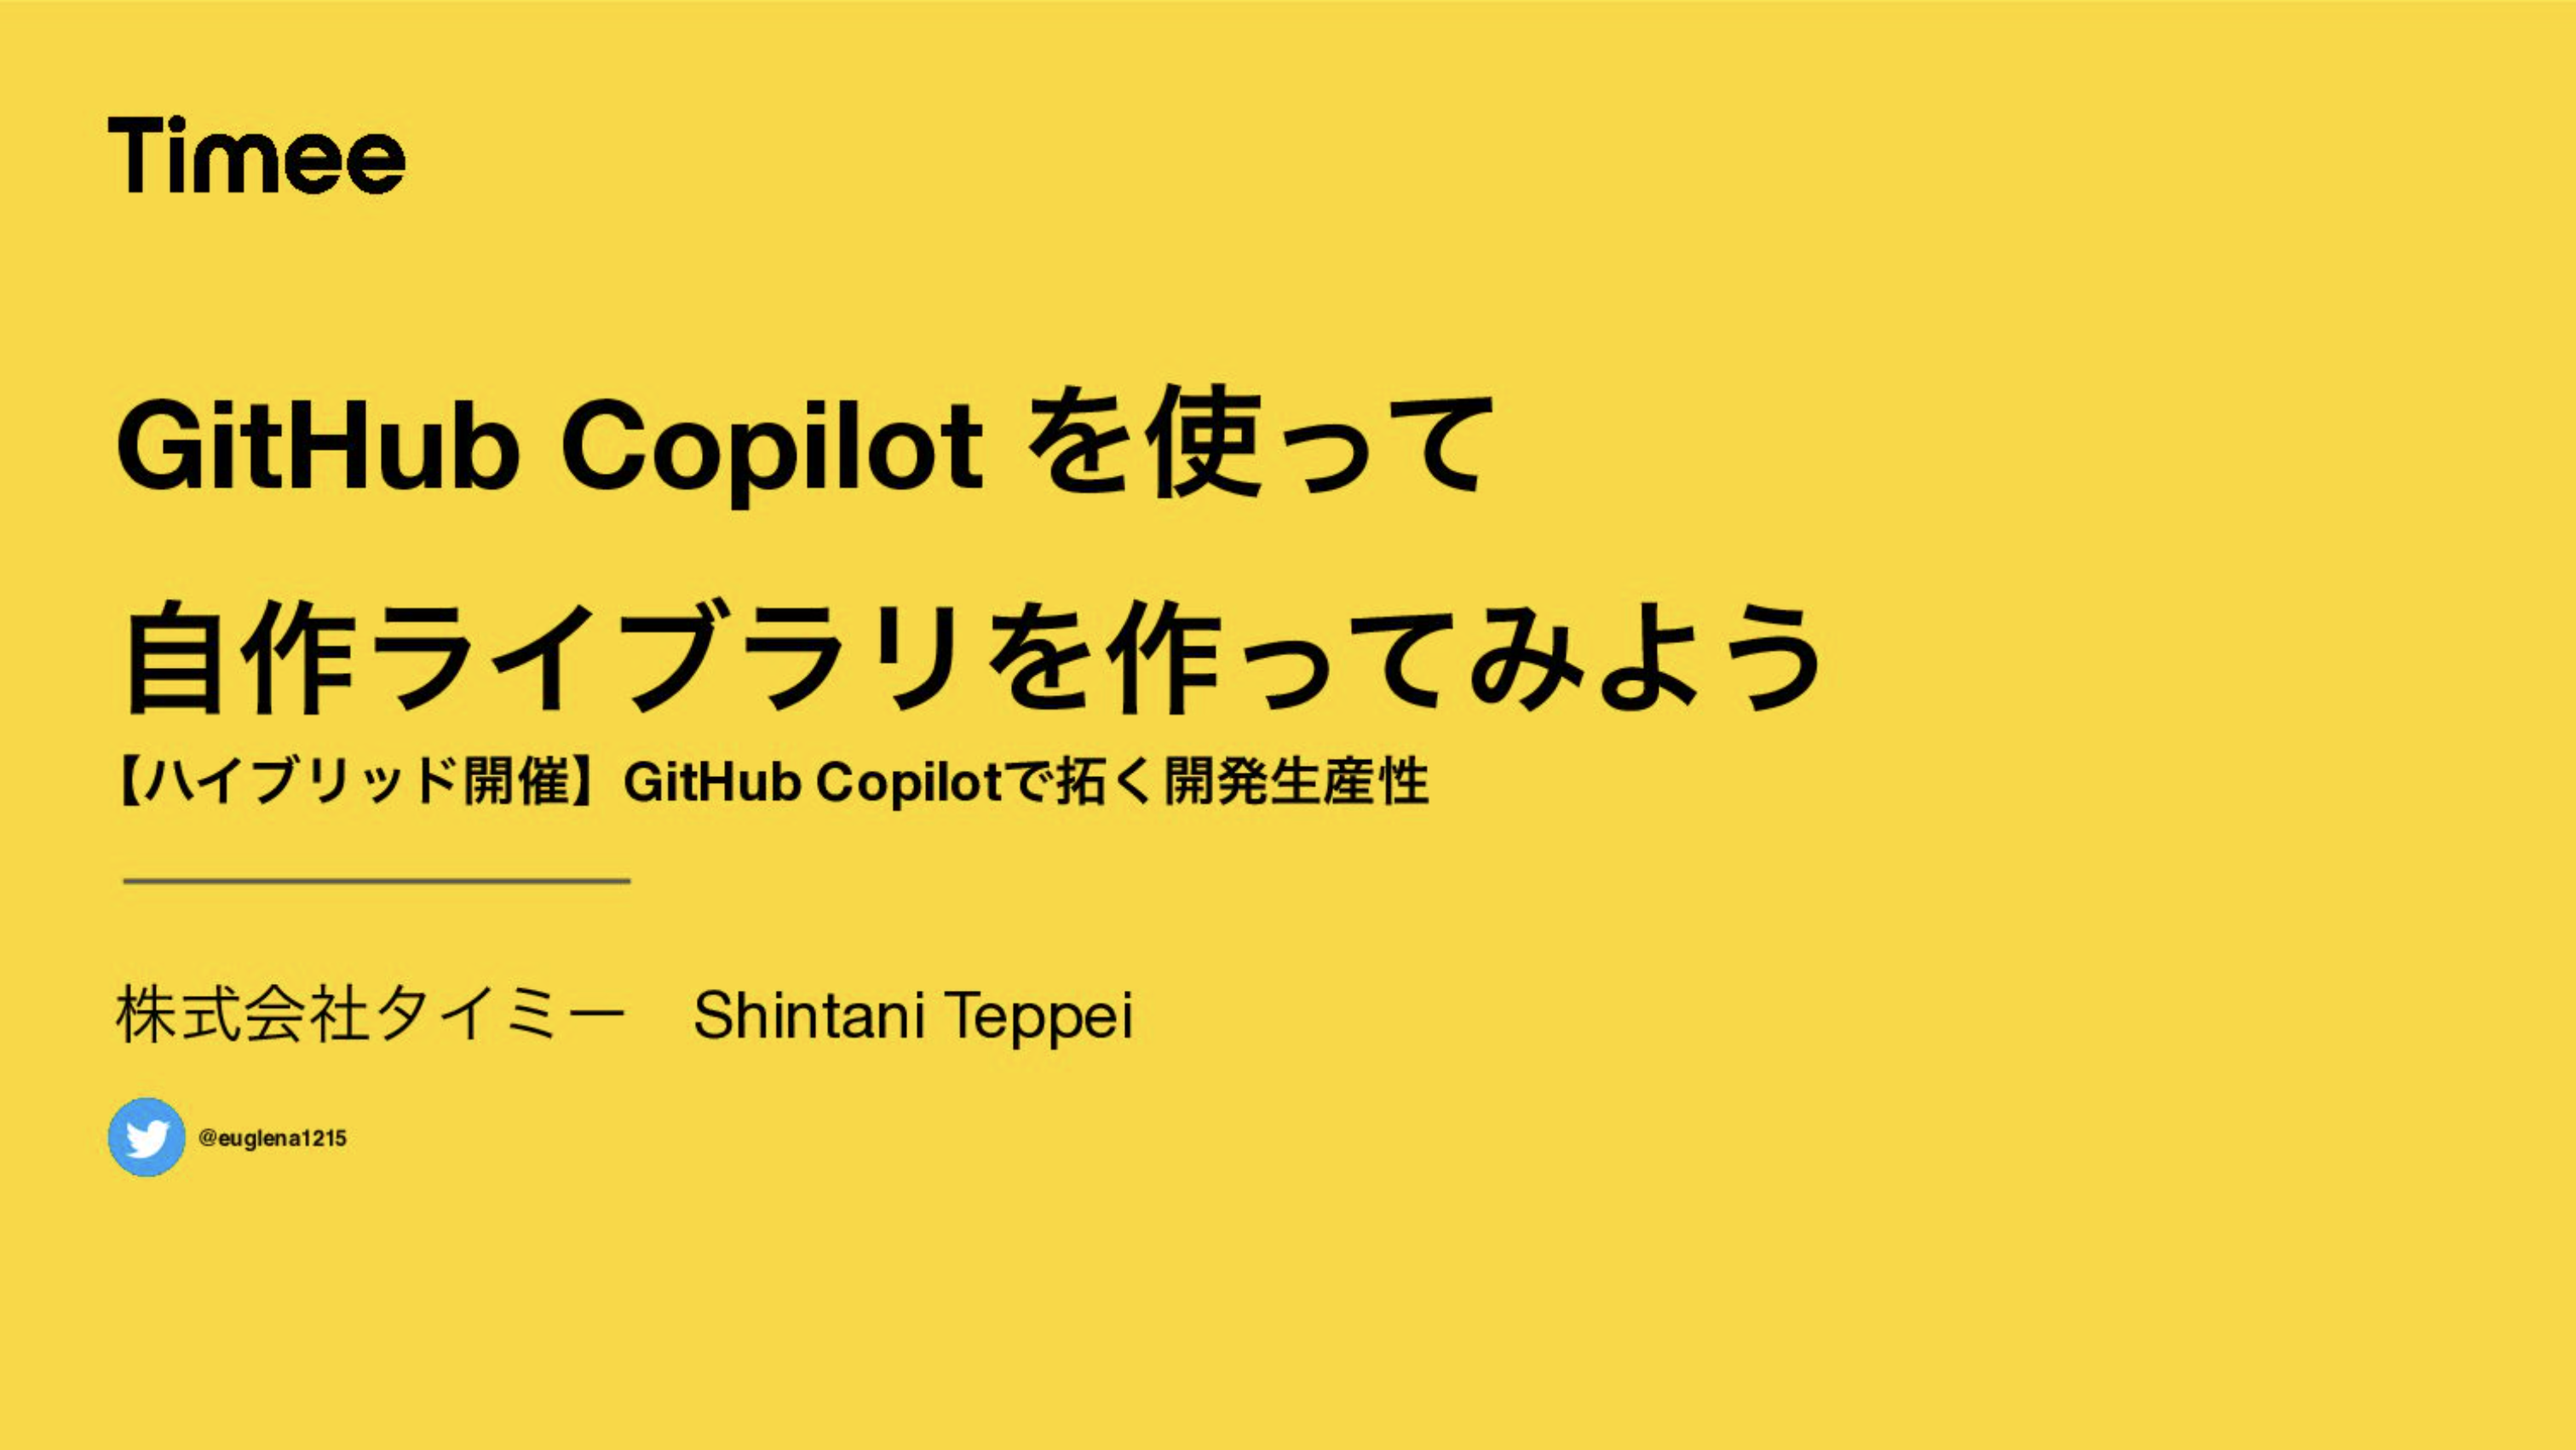 Timee
GitHub Copilot を使って
自作ライブラリを作ってみよう
【ハイブリッド開催】GitHub Copilotで拓く開発生産性
株式会社タイミー　Shintani Teppei
@euglena1215